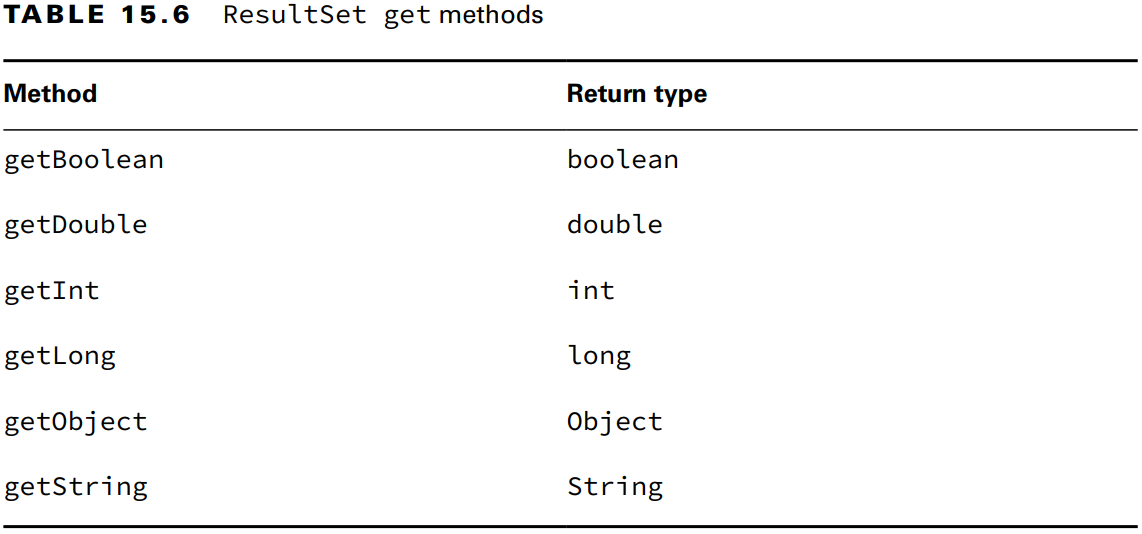 TABLE 15.6 ResultSet get methods
Method Return type
getBoolean boolean
getDouble double
getInt int
getLong long
getObject Object
getString String